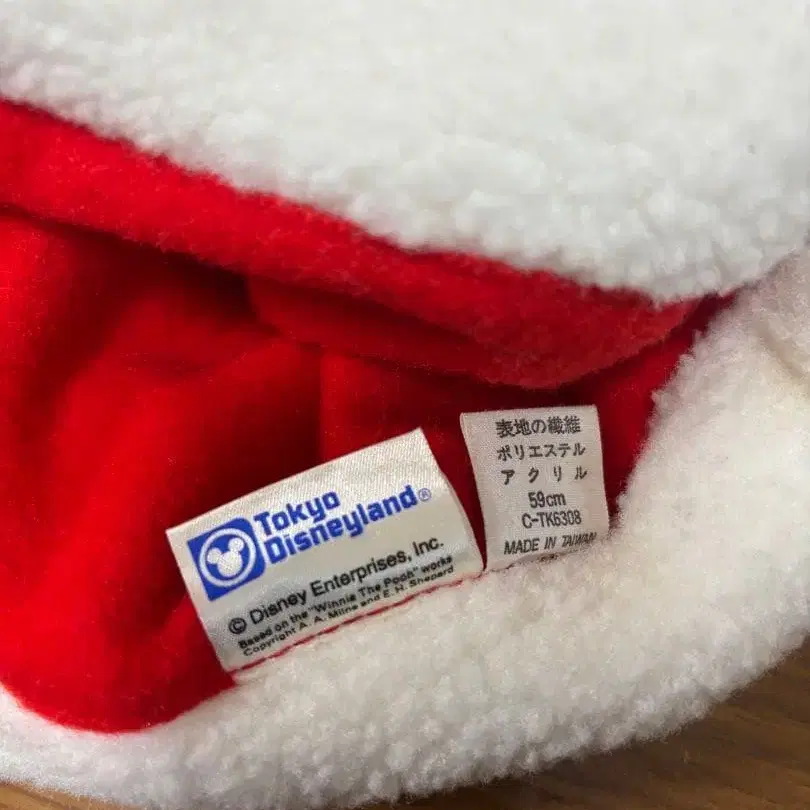 Tokyo
Disneyland®
© Disney Enterprises, Inc.
Based on the "Winnie The Pooh" works
Copyright A. A. Milne and E. H. Shepard
表地の繊維
ポリエステル
アクリル
59cm
C-TK6308
MADE IN TAIWAN